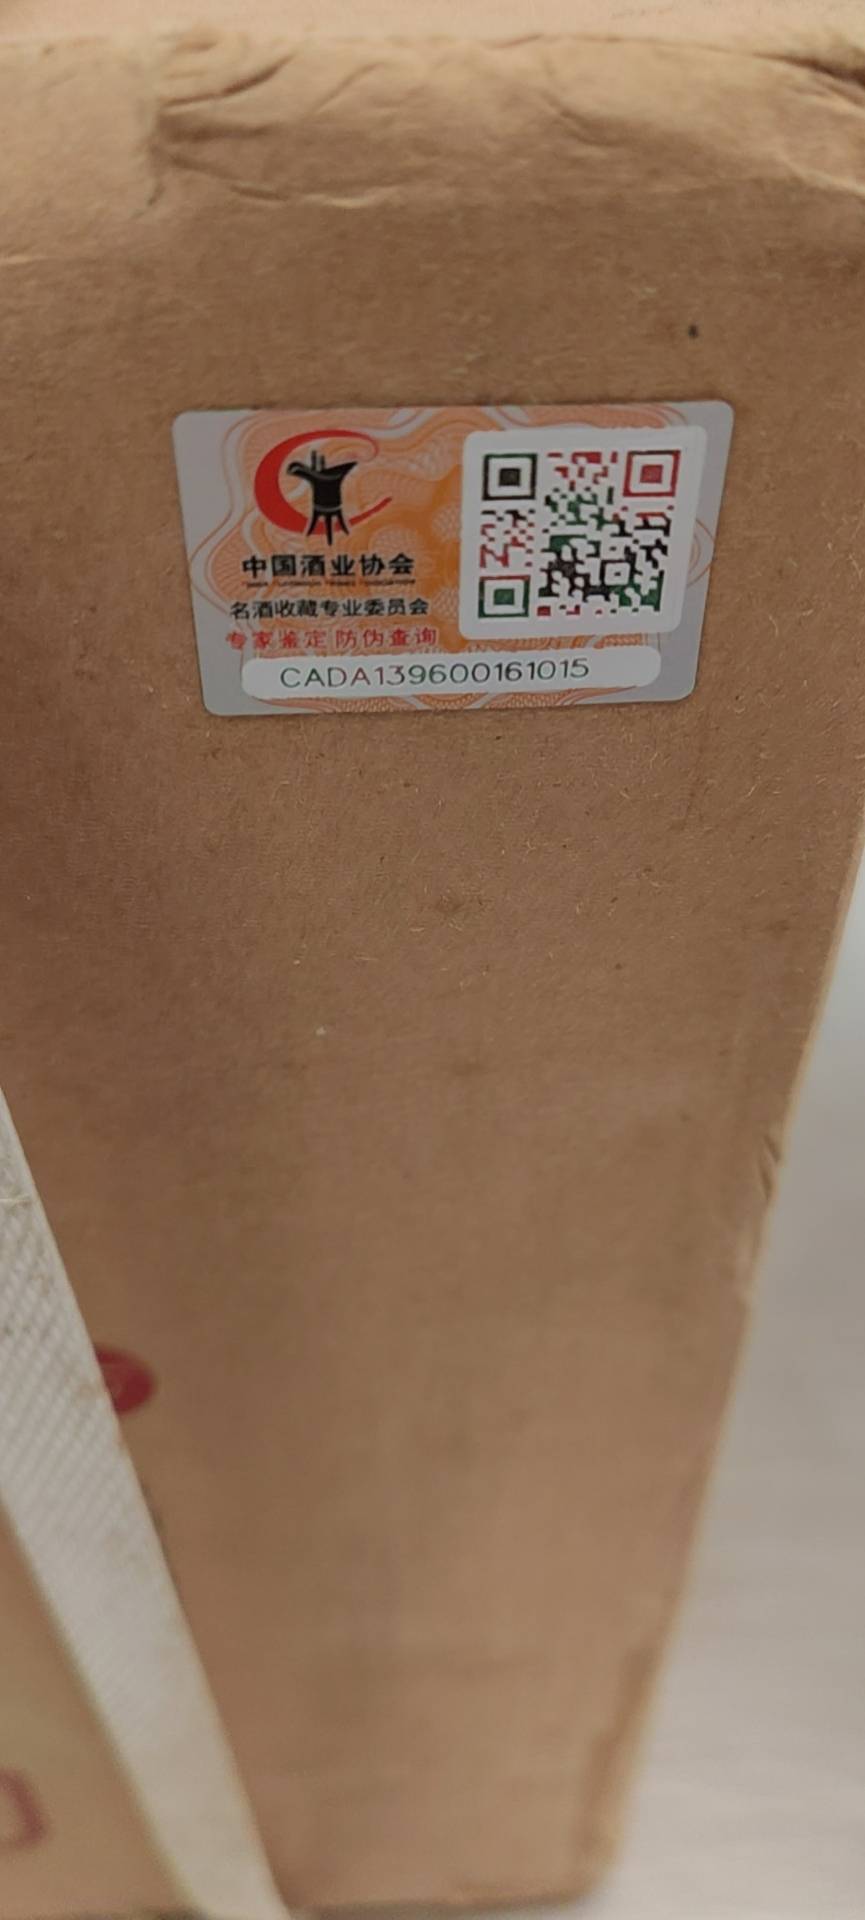 中国酒业协会
名酒收藏专业委员会
专家鉴定 防伪查询
CADA139600161015